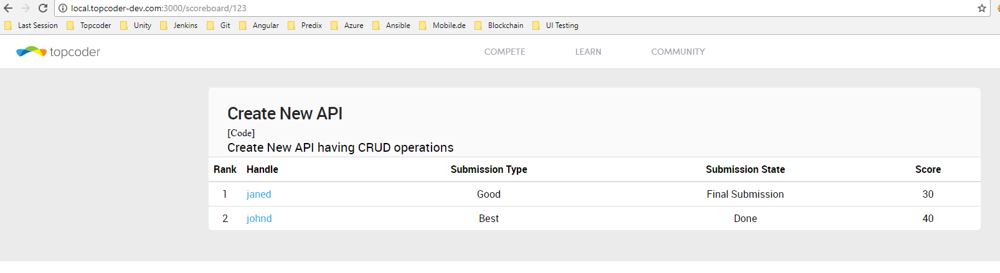 local.topcoder-dev.com:3000/scoreboard/123
Last Session Topcoder Unity Jenkins Git Angular Predix Azure Ansible Mobile.de Blockchain UI Testing
topcoder COMPETE LEARN COMMUNITY
Create New API
[Code]
Create New API having CRUD operations
Rank Handle Submission Type Submission State Score
1 janed Good Final Submission 30
2 johnd Best Done 40